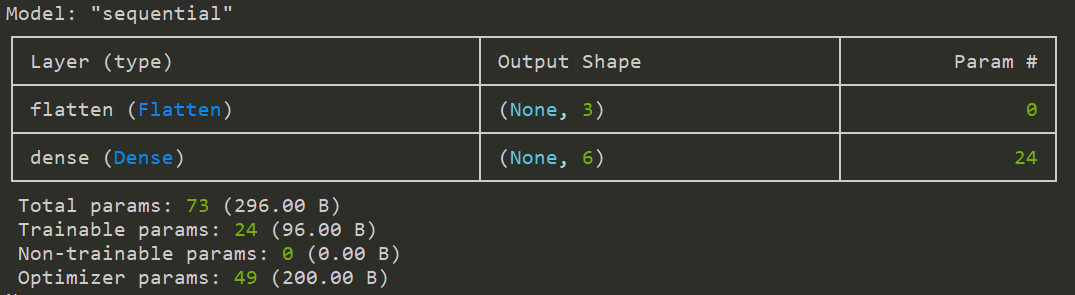 Model: "sequential"
Layer (type) Output Shape Param #
flatten (Flatten) (None, 3) 0
dense (Dense) (None, 6) 24
Total params: 73 (296.00 B)
Trainable params: 24 (96.00 B)
Non-trainable params: 0 (0.00 B)
Optimizer params: 49 (200.00 B)